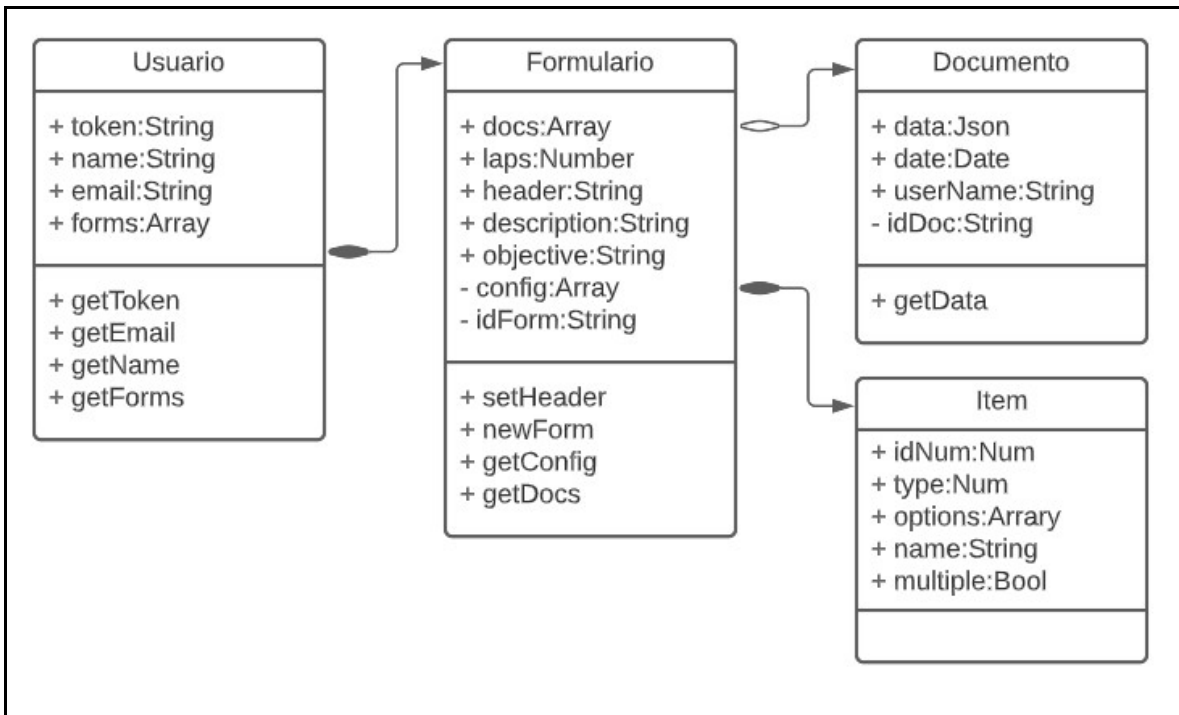 Usuario
+ token:String
+ name:String
+ email:String
+ forms:Array
+ getToken
+ getEmail
+ getName
+ getForms
Formulario
+ docs:Array
+ laps:Number
+ header:String
+ description:String
+ objective:String
- config:Array
- idForm:String
+ setHeader
+ newForm
+ getConfig
+ getDocs
Documento
+ data:Json
+ date:Date
+ userName:String
- idDoc:String
+ getData
Item
+ idNum:Num
+ type:Num
+ options:Arrary
+ name:String
+ multiple:Bool